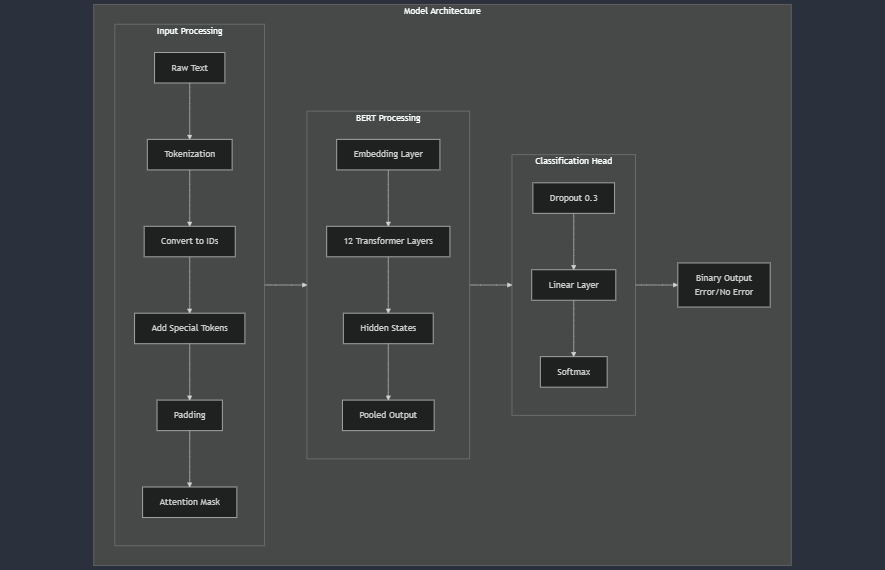 Model Architecture
Input Processing
Raw Text
Tokenization
Convert to IDs
Add Special Tokens
Padding
Attention Mask
BERT Processing
Embedding Layer
12 Transformer Layers
Hidden States
Pooled Output
Classification Head
Dropout 0.3
Linear Layer
Softmax
Binary Output
Error/No Error